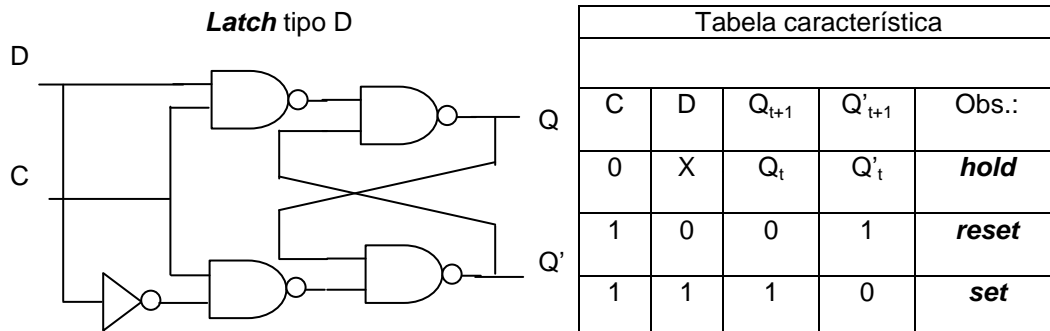 Latch tipo D
D
C
Q
Q'
Tabela característica
C D Qt+1 Q't+1 Obs.:
0 X Qt Q't hold
1 0 0 1 reset
1 1 1 0 set